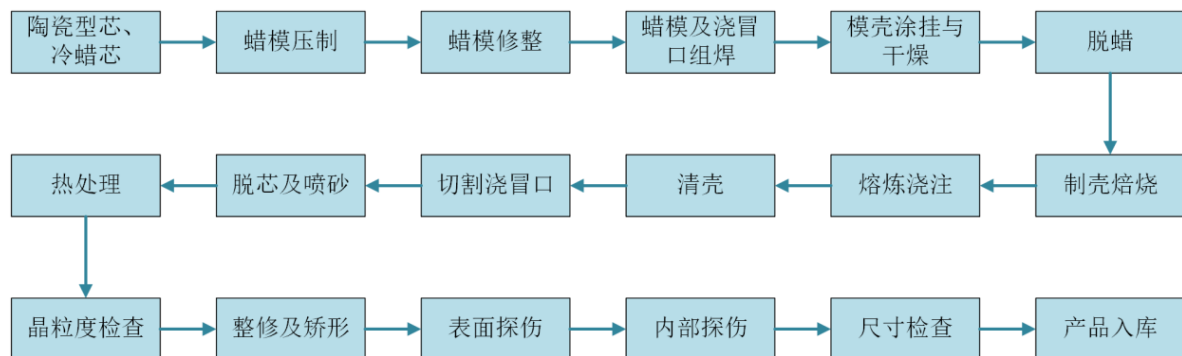 陶瓷型芯、
冷蜡芯
蜡模压制
蜡模修整
蜡模及浇冒
口组焊
模壳涂挂与
干燥
脱蜡
制壳焙烧
熔炼浇注
清壳
切割浇冒口
脱芯及喷砂
热处理
晶粒度检查
整修及矫形
表面探伤
内部探伤
尺寸检查
产品入库